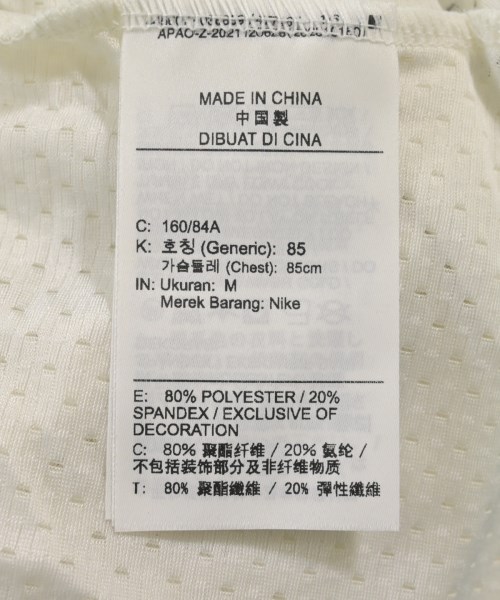 MADE IN CHINA
中国製
DIBUAT DI CINA
C: 160/84A
K: 호칭 (Generic): 85
가슴둘레 (Chest): 85cm
IN: Ukuran: M
Merek Barang: Nike
E: 80% POLYESTER / 20%
SPANDEX / EXCLUSIVE OF
DECORATION
C: 80% 聚酯纤维 / 20% 氨纶 /
不包括装饰部分及非纤维物质
T: 80% 聚酯纖維 / 20% 彈性纖維